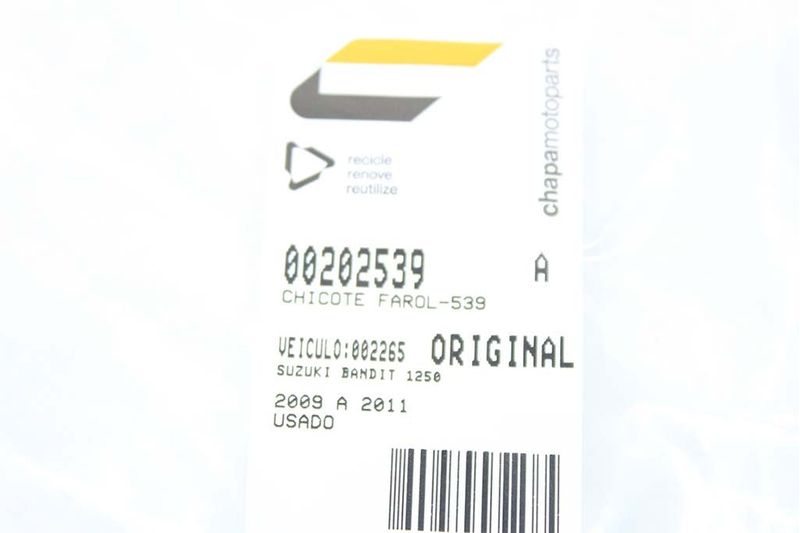 chapamotoparts
recicle
renove
reutilize
00202539 A
CHICOTE FAROL-539
VEICULO:002265 ORIGINAL
SUZUKI BANDIT 1250
2009 A 2011
USADO